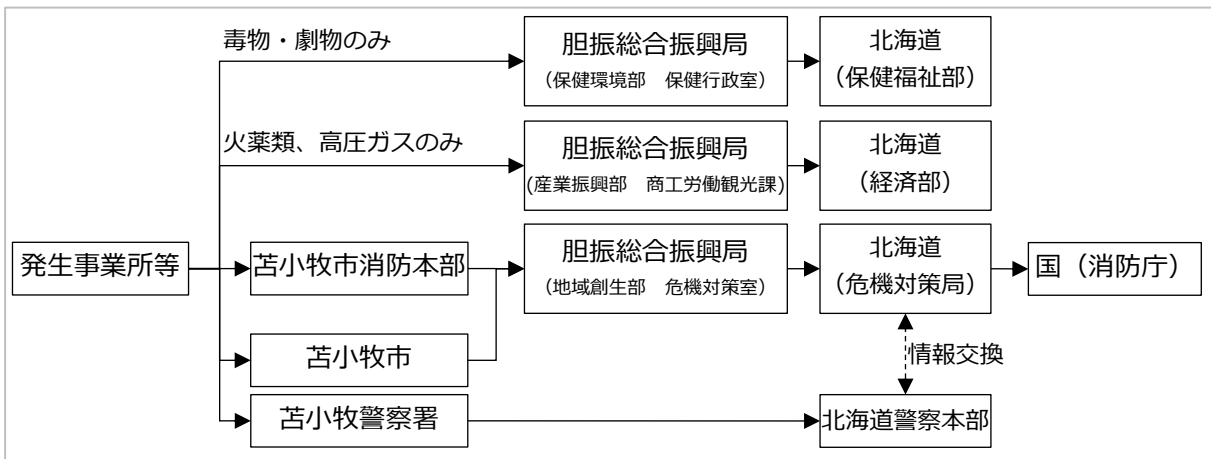 毒物・劇物のみ
胆振総合振興局
（保健環境部　保健行政室）
北海道
（保健福祉部）
火薬類、高圧ガスのみ
胆振総合振興局
(産業振興部　商工労働観光課)
北海道
（経済部）
発生事業所等
苫小牧市消防本部
胆振総合振興局
（地域創生部　危機対策室）
北海道
（危機対策局）
国（消防庁）
苫小牧市
情報交換
苫小牧警察署
北海道警察本部